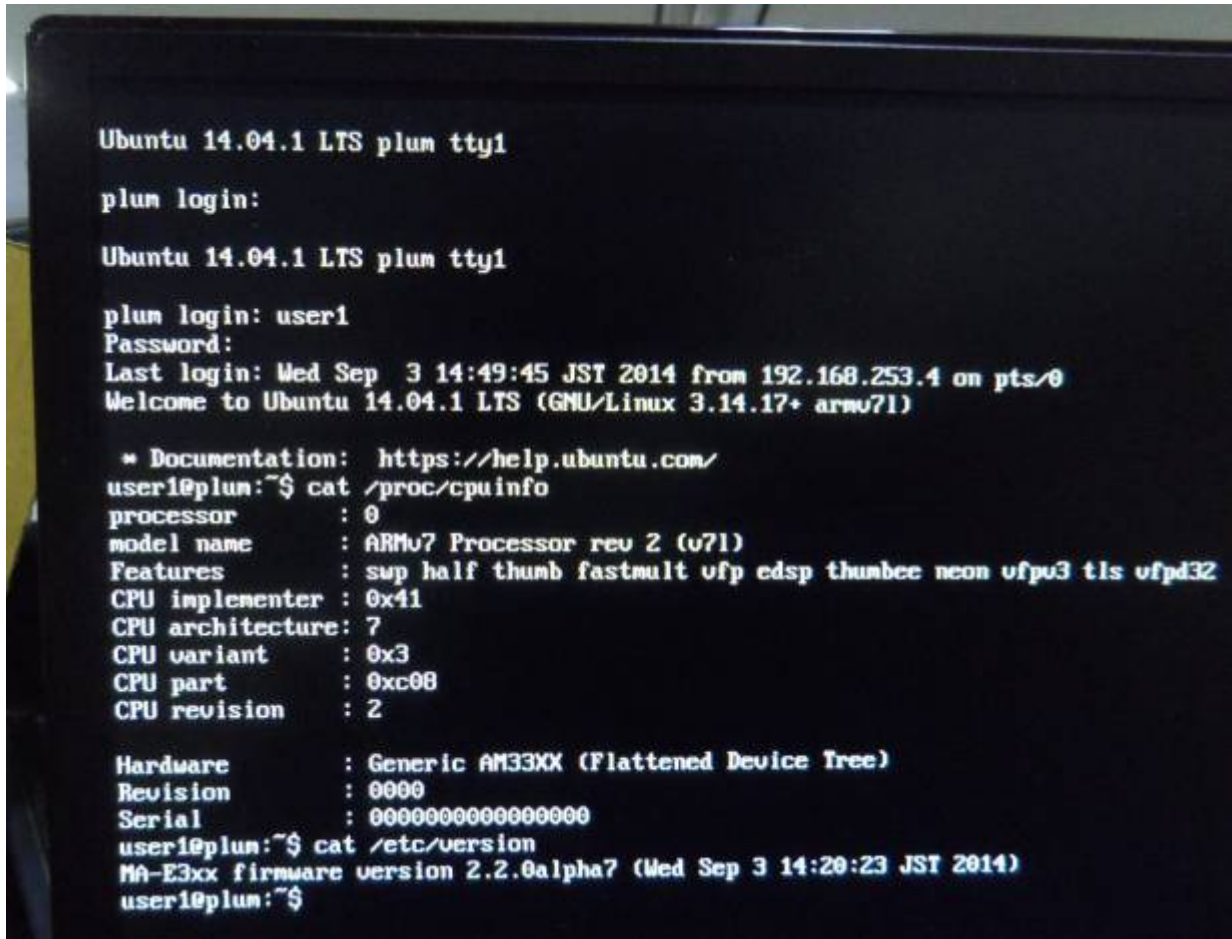 Ubuntu 14.04.1 LTS plum tty1
plum login:
Ubuntu 14.04.1 LTS plum tty1
plum login: user1
Password:
Last login: Wed Sep  3 14:49:45 JST 2014 from 192.168.253.4 on pts/0
Welcome to Ubuntu 14.04.1 LTS (GNU/Linux 3.14.17+ armv7l)
 * Documentation:  https://help.ubuntu.com/
user1@plum:~$ cat /proc/cpuinfo
processor       : 0
model name      : ARMv7 Processor rev 2 (v7l)
Features        : swp half thumb fastmult vfp edsp thumbee neon vfpv3 tls vfpd32
CPU implementer : 0x41
CPU architecture: 7
CPU variant     : 0x3
CPU part        : 0xc08
CPU revision    : 2
Hardware        : Generic AM33XX (Flattened Device Tree)
Revision        : 0000
Serial          : 0000000000000000
user1@plum:~$ cat /etc/version
MA-E3xx firmware version 2.2.0alpha7 (Wed Sep 3 14:20:23 JST 2014)
user1@plum:~$